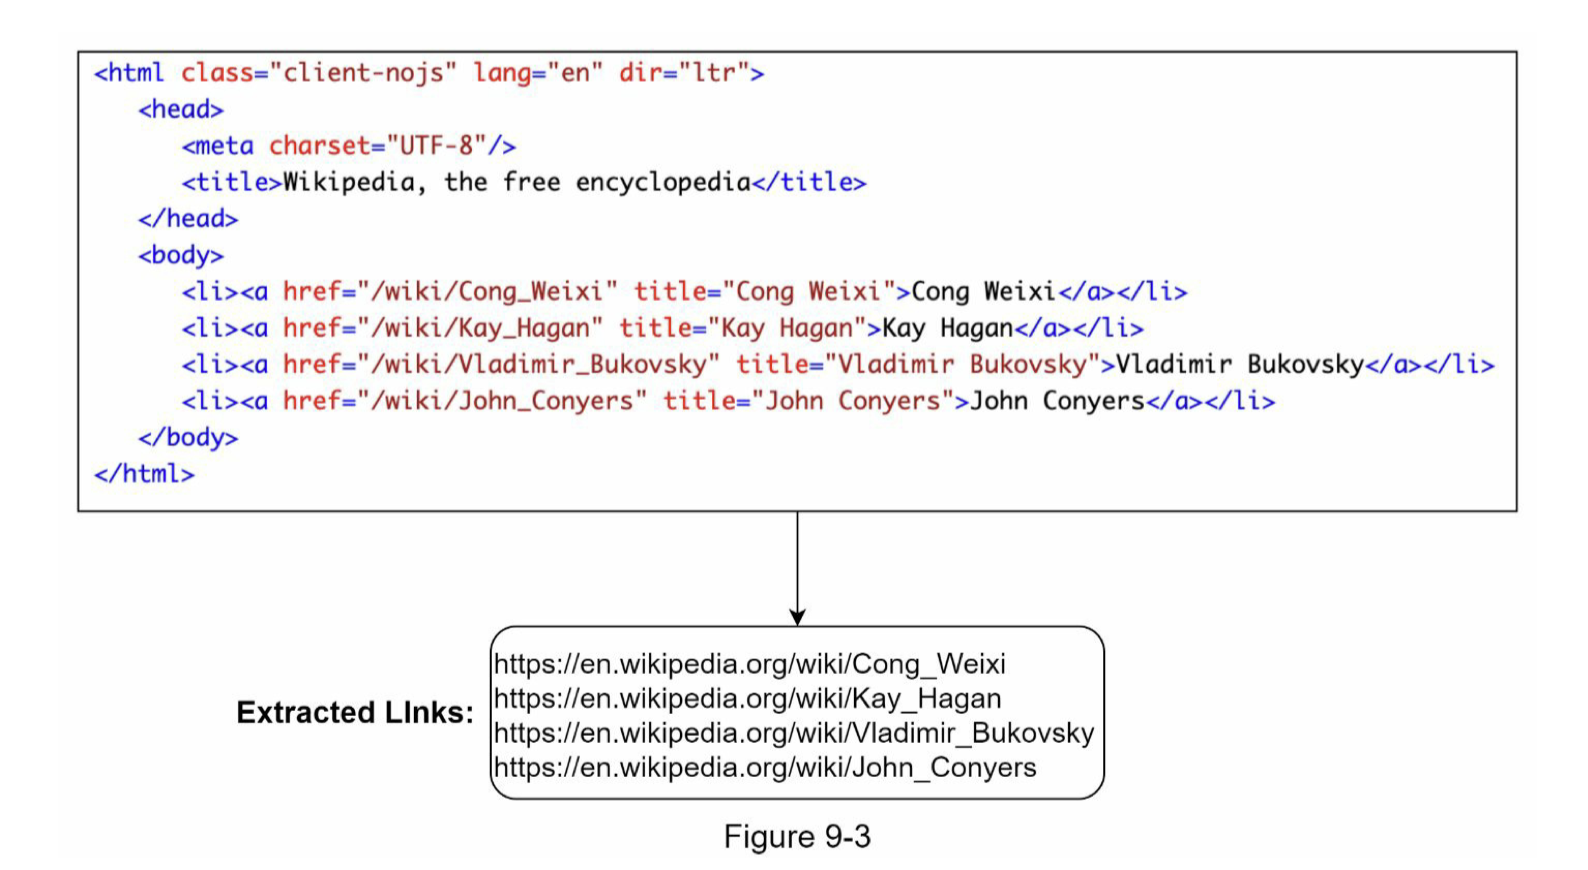 <html class="client-nojs" lang="en" dir="ltr">
<head>
<meta charset="UTF-8"/>
<title>Wikipedia, the free encyclopedia</title>
</head>
<body>
<li><a href="/wiki/Cong_Weixi" title="Cong Weixi">Cong Weixi</a></li>
<li><a href="/wiki/Kay_Hagan" title="Kay Hagan">Kay Hagan</a></li>
<li><a href="/wiki/Vladimir_Bukovsky" title="Vladimir Bukovsky">Vladimir Bukovsky</a></li>
<li><a href="/wiki/John_Conyers" title="John Conyers">John Conyers</a></li>
</body>
</html>
Extracted LInks:
https://en.wikipedia.org/wiki/Cong_Weixi
https://en.wikipedia.org/wiki/Kay_Hagan
https://en.wikipedia.org/wiki/Vladimir_Bukovsky
https://en.wikipedia.org/wiki/John_Conyers
Figure 9-3